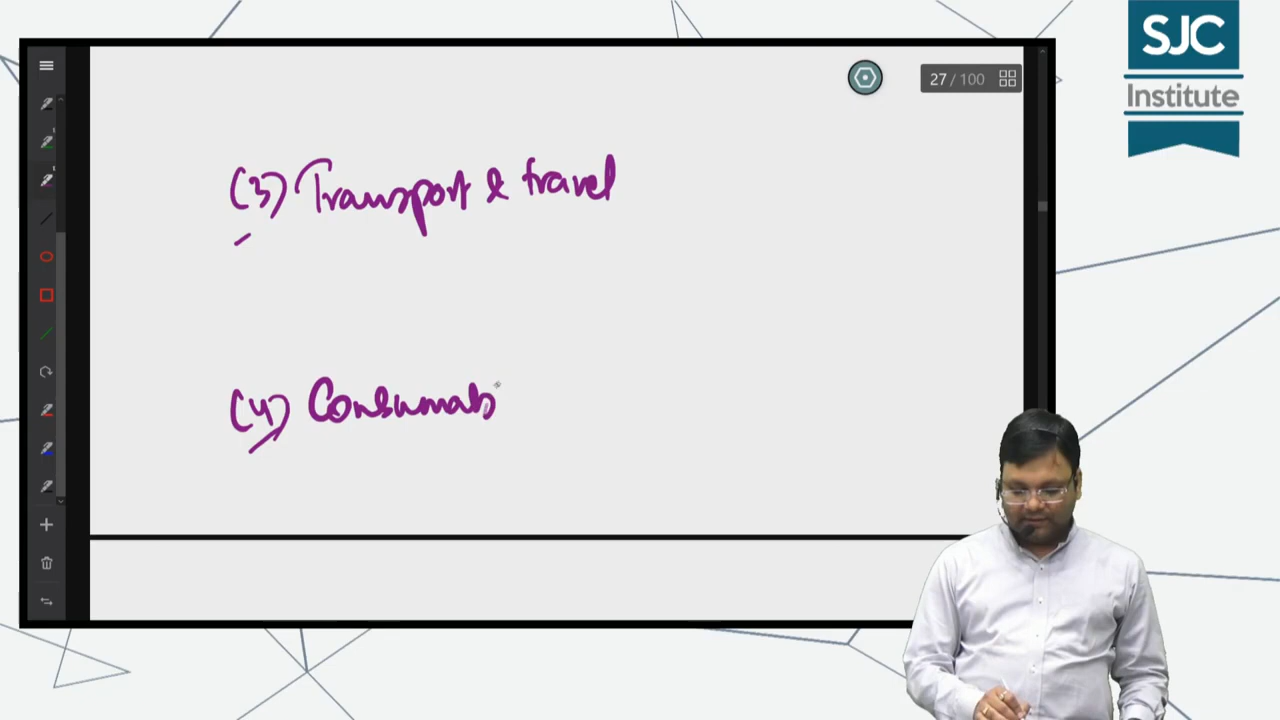 SJC
Institute
27 / 100
(3) Transport & travel
(4) Consumab